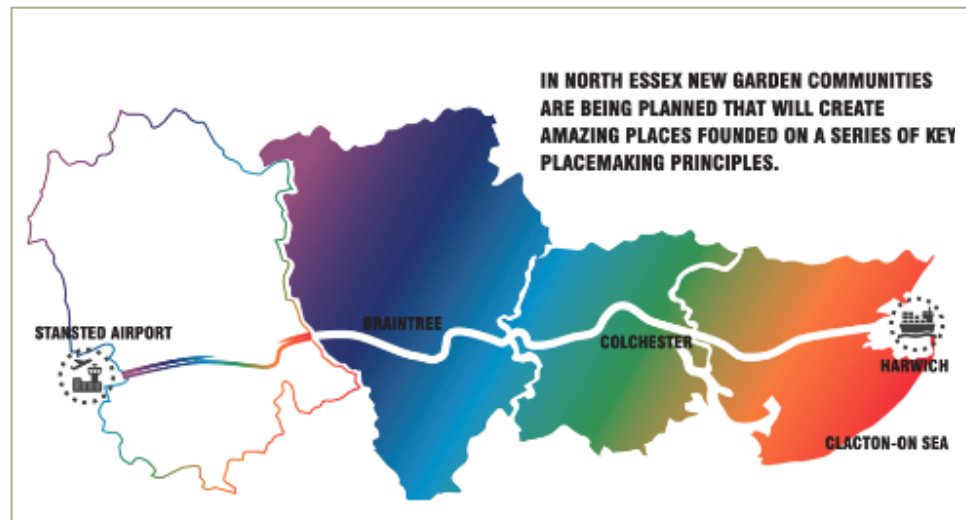 IN NORTH ESSEX NEW GARDEN COMMUNITIES
ARE BEING PLANNED THAT WILL CREATE
AMAZING PLACES FOUNDED ON A SERIES OF KEY
PLACEMAKING PRINCIPLES.
STANSTED AIRPORT
BRAINTREE
COLCHESTER
HARWICH
CLACTON-ON SEA